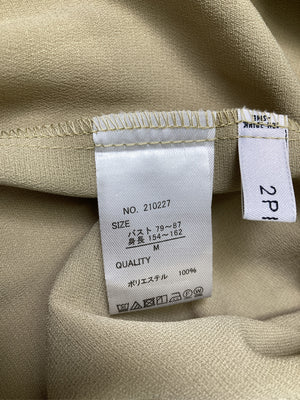 NO. 210227
SIZE
バスト 79〜87
身長 154〜162
M
QUALITY
ポリエステル 100%
2P